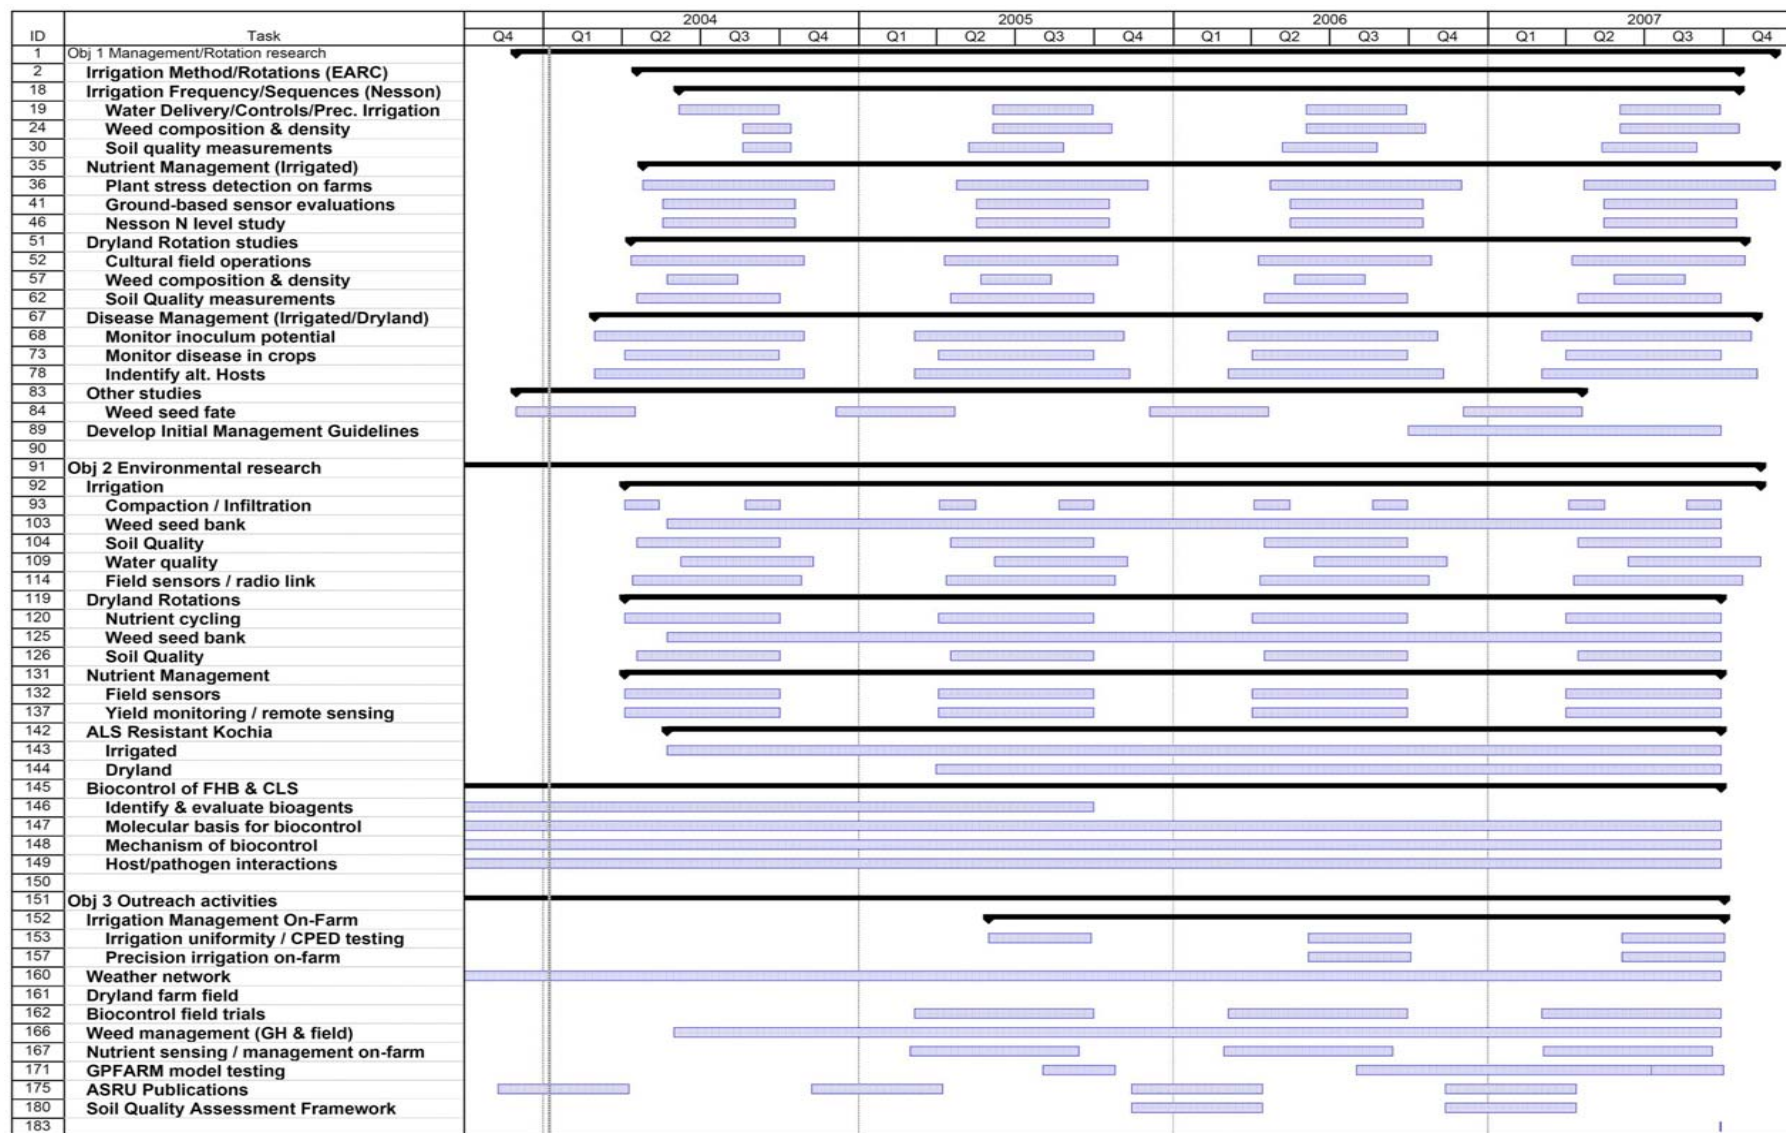 2004 2005 2006 2007
ID Task Q4 Q1 Q2 Q3 Q4 Q1 Q2 Q3 Q4 Q1 Q2 Q3 Q4 Q1 Q2 Q3 Q4
1 Obj 1 Management/Rotation research
2 Irrigation Method/Rotations (EARC)
18 Irrigation Frequency/Sequences (Nesson)
19 Water Delivery/Controls/Prec. Irrigation
24 Weed composition & density
30 Soil quality measurements
35 Nutrient Management (Irrigated)
36 Plant stress detection on farms
41 Ground-based sensor evaluations
46 Nesson N level study
51 Dryland Rotation studies
52 Cultural field operations
57 Weed composition & density
62 Soil Quality measurements
67 Disease Management (Irrigated/Dryland)
68 Monitor inoculum potential
73 Monitor disease in crops
78 Indentify alt. Hosts
83 Other studies
84 Weed seed fate
89 Develop Initial Management Guidelines
90
91 Obj 2 Environmental research
92 Irrigation
93 Compaction / Infiltration
103 Weed seed bank
104 Soil Quality
109 Water quality
114 Field sensors / radio link
119 Dryland Rotations
120 Nutrient cycling
125 Weed seed bank
126 Soil Quality
131 Nutrient Management
132 Field sensors
137 Yield monitoring / remote sensing
142 ALS Resistant Kochia
143 Irrigated
144 Dryland
145 Biocontrol of FHB & CLS
146 Identify & evaluate bioagents
147 Molecular basis for biocontrol
148 Mechanism of biocontrol
149 Host/pathogen interactions
150
151 Obj 3 Outreach activities
152 Irrigation Management On-Farm
153 Irrigation uniformity / CPED testing
157 Precision irrigation on-farm
160 Weather network
161 Dryland farm field
162 Biocontrol field trials
166 Weed management (GH & field)
167 Nutrient sensing / management on-farm
171 GPFARM model testing
175 ASRU Publications
180 Soil Quality Assessment Framework
183